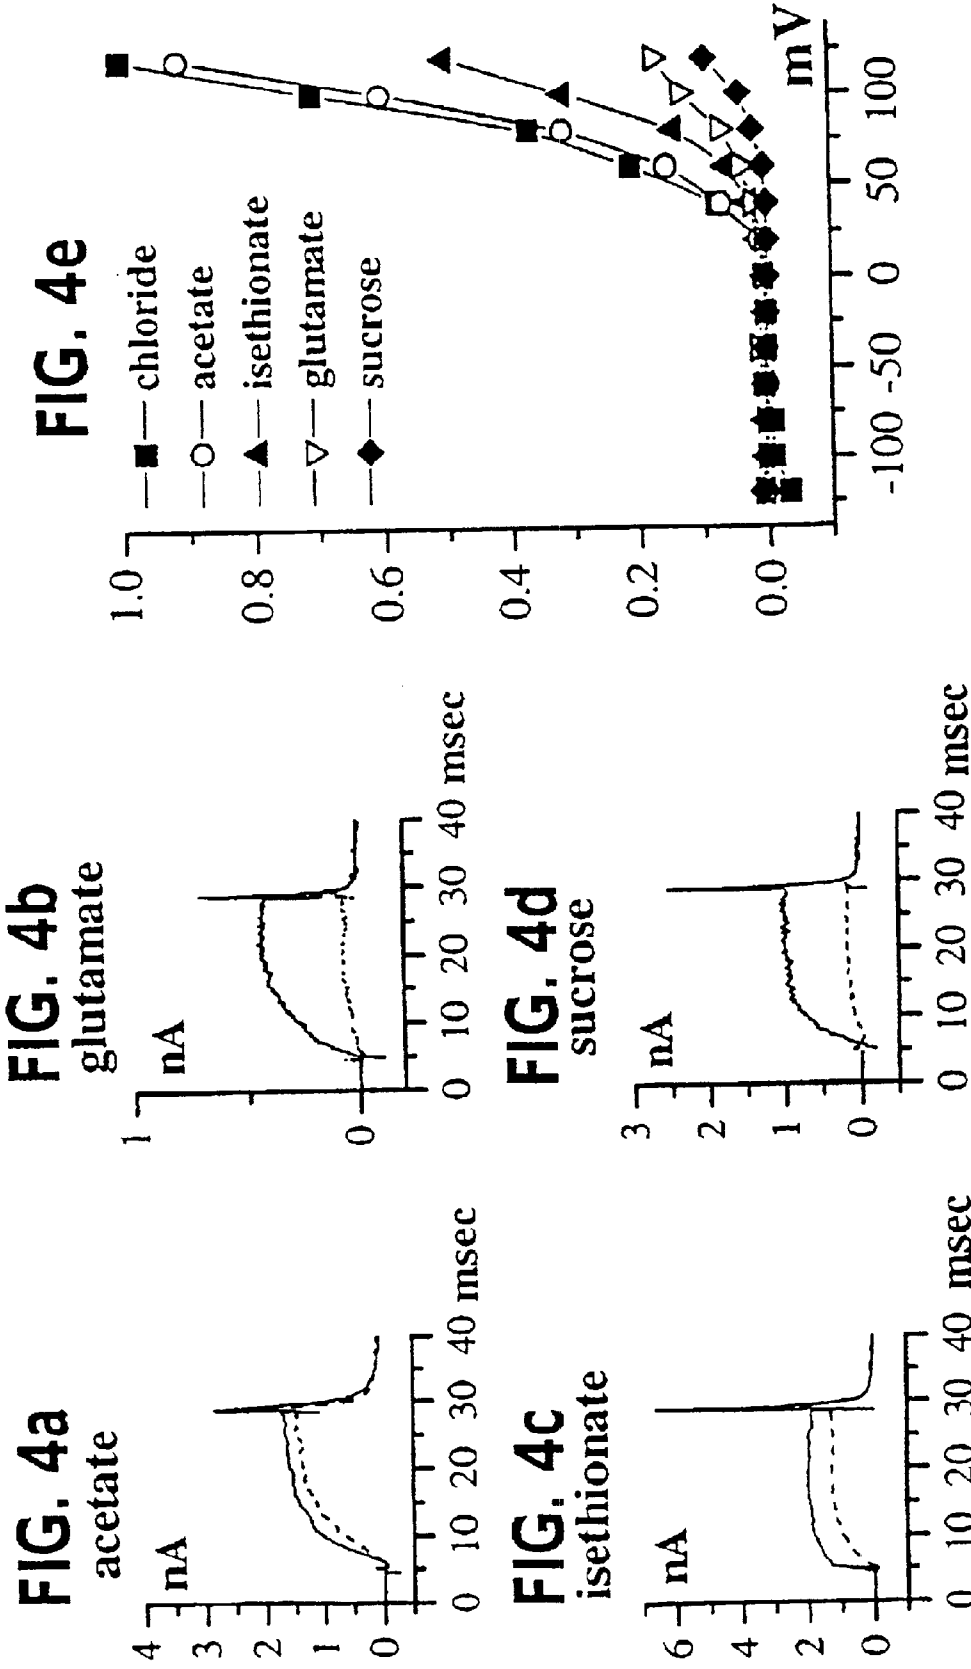 FIG. 4a
acetate
nA
4
3
2
1
0
0 10 20 30 40 msec
FIG. 4b
glutamate
nA
1
0
0 10 20 30 40 msec
FIG. 4c
isethionate
nA
6
4
2
0
0 10 20 30 40 msec
FIG. 4d
sucrose
nA
3
2
1
0
0 10 20 30 40 msec
FIG. 4e
chloride
acetate
isethionate
glutamate
sucrose
1.0
0.8
0.6
0.4
0.2
0.0
-100 -50 0 50 100
mV